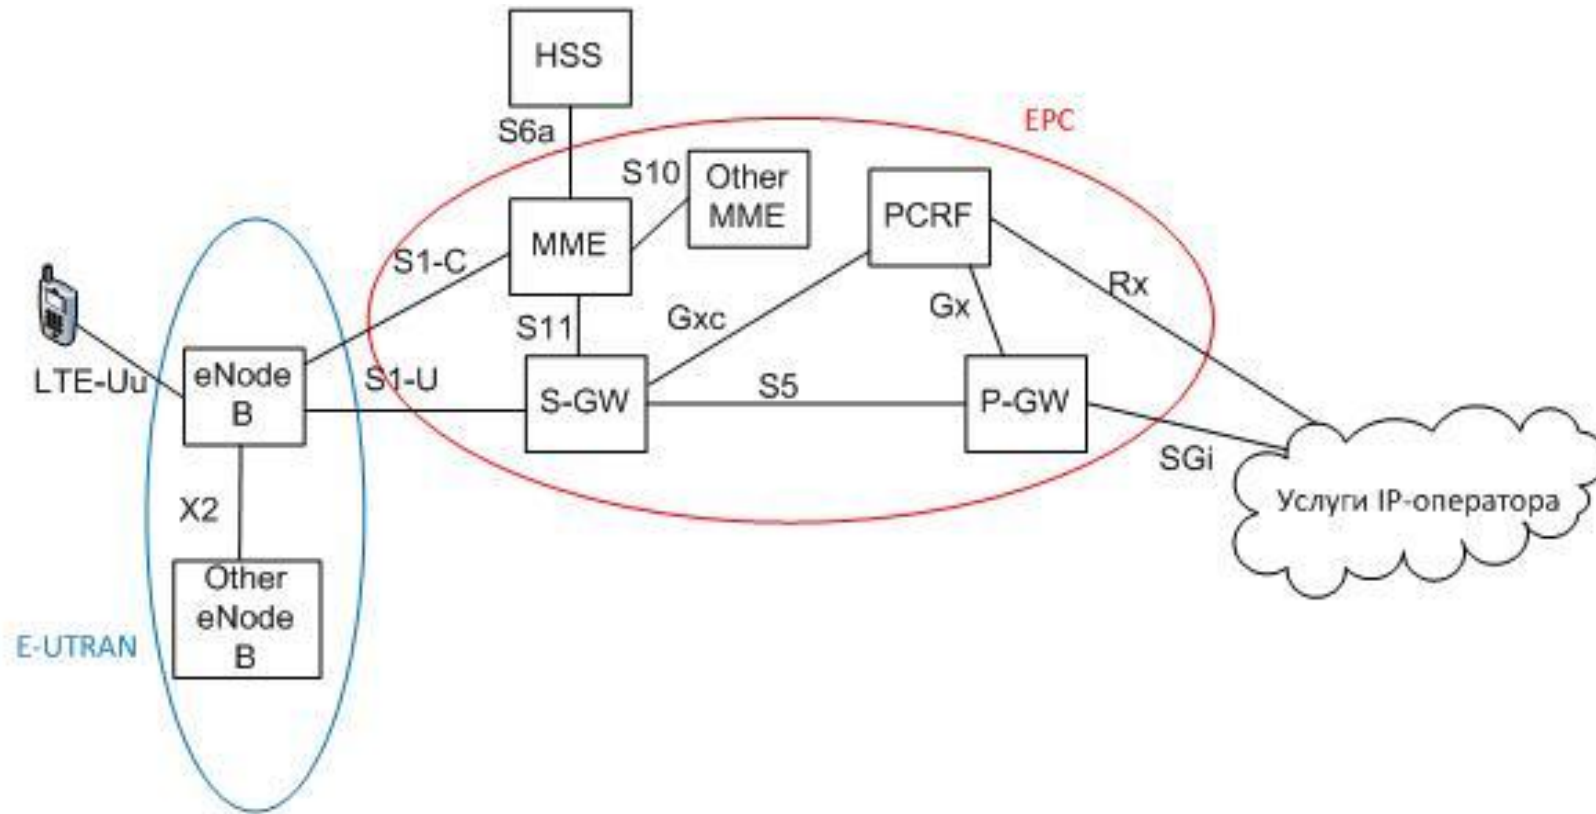 HSS
EPC
S6a
S10
Other
MME
PCRF
MME
S1-C
Rx
Gx
Gxc
S11
LTE-Uu
eNode
B
S1-U
S-GW
S5
P-GW
SGi
Услуги IP-оператора
X2
Other
eNode
B
E-UTRAN